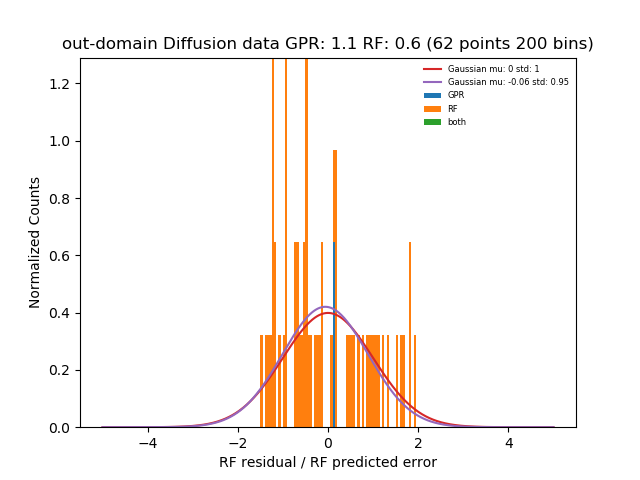 out-domain Diffusion data GPR: 1.1 RF: 0.6 (62 points 200 bins)
Gaussian mu: 0 std: 1
Gaussian mu: -0.06 std: 0.95
GPR
RF
both
Normalized Counts
1.2
1.0
0.8
0.6
0.4
0.2
0.0
−4
−2
0
2
4
RF residual / RF predicted error